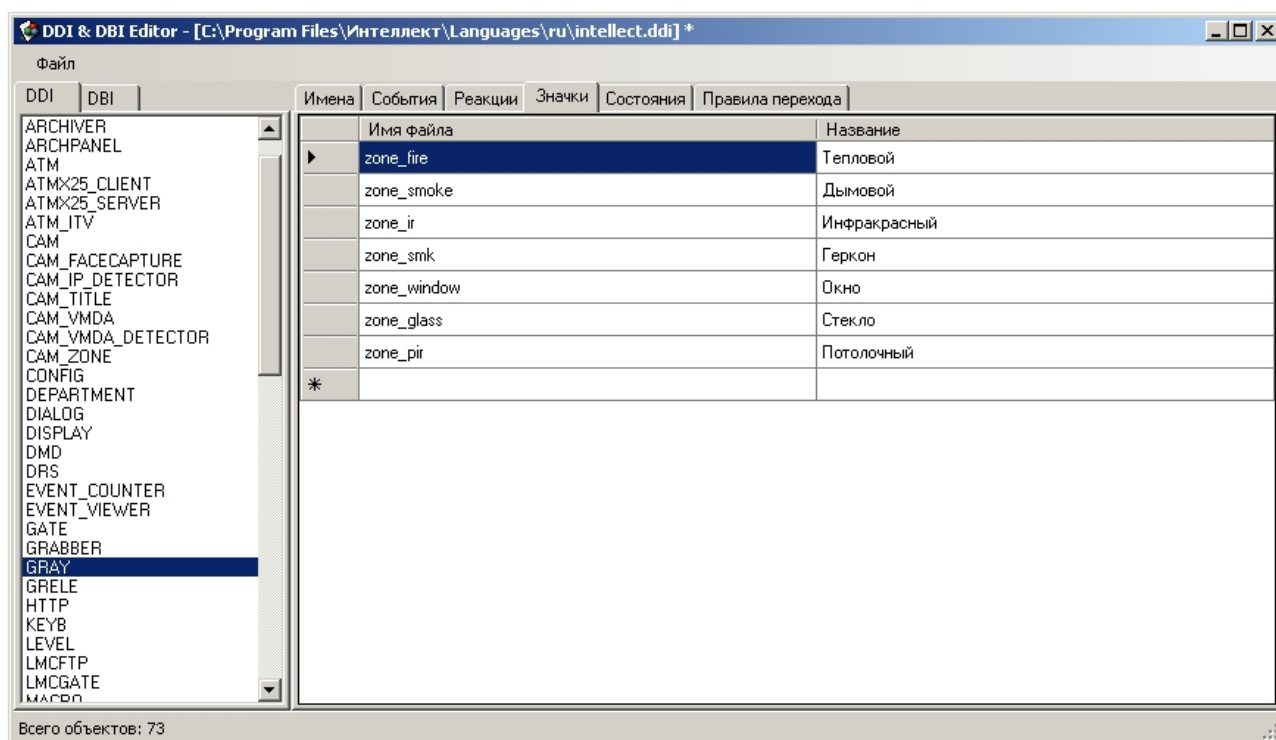 DDI & DBI Editor - [C:\Program Files\Интеллект\Languages\ru\intellect.ddi] *
Файл
DDI DBI
Имена События Реакции Значки Состояния Правила перехода
ARCHIVER
ARCHPANEL
ATM
ATMX25_CLIENT
ATMX25_SERVER
ATM_ITV
CAM
CAM_FACECAPTURE
CAM_IP_DETECTOR
CAM_TITLE
CAM_VMDA
CAM_VMDA_DETECTOR
CAM_ZONE
CONFIG
DEPARTMENT
DIALOG
DISPLAY
DMD
DRS
EVENT_COUNTER
EVENT_VIEWER
GATE
GRABBER
GRAY
GRELE
HTTP
KEYB
LEVEL
LMCFTP
LMCGATE
MACRO
Имя файла Название
zone_fire Тепловой
zone_smoke Дымовой
zone_ir Инфракрасный
zone_smk Геркон
zone_window Окно
zone_glass Стекло
zone_pir Потолочный
Всего объектов: 73